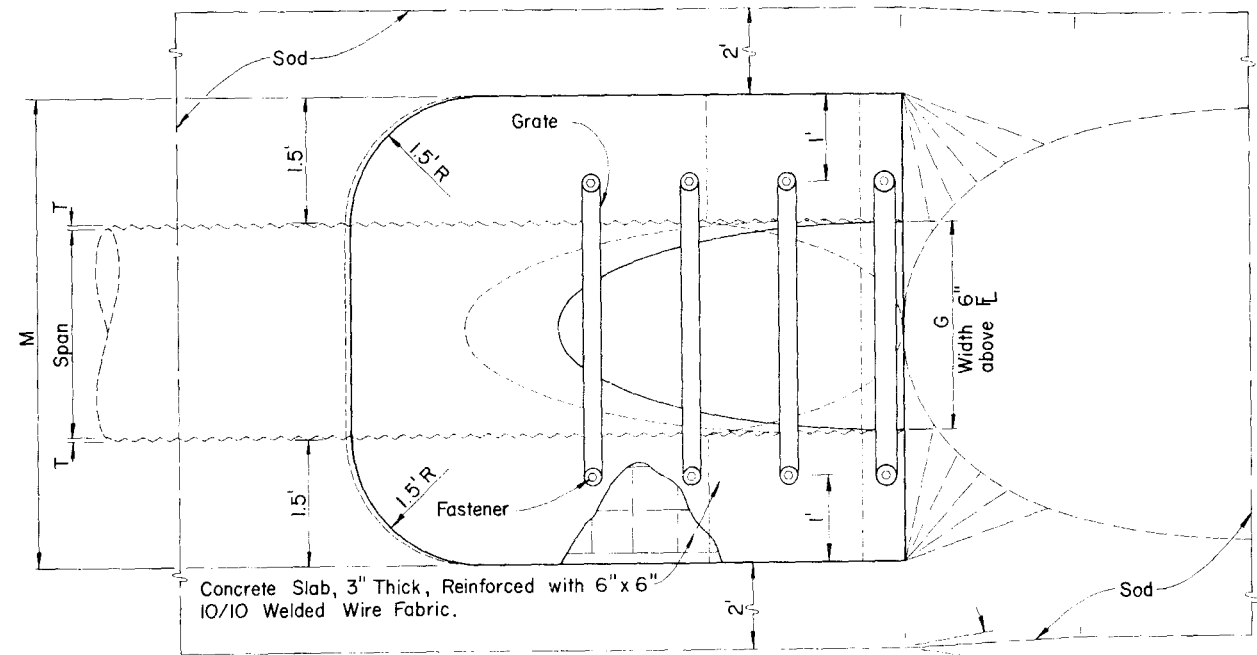 Sod
2'
Grate
1'
1.5'
1.5' R
T
M
Span
G
Width 6"
above FL
T
1.5'
1.5' R
Fastener
1'
Concrete Slab, 3" Thick, Reinforced with 6" x 6"
10/10 Welded Wire Fabric.
2'
Sod